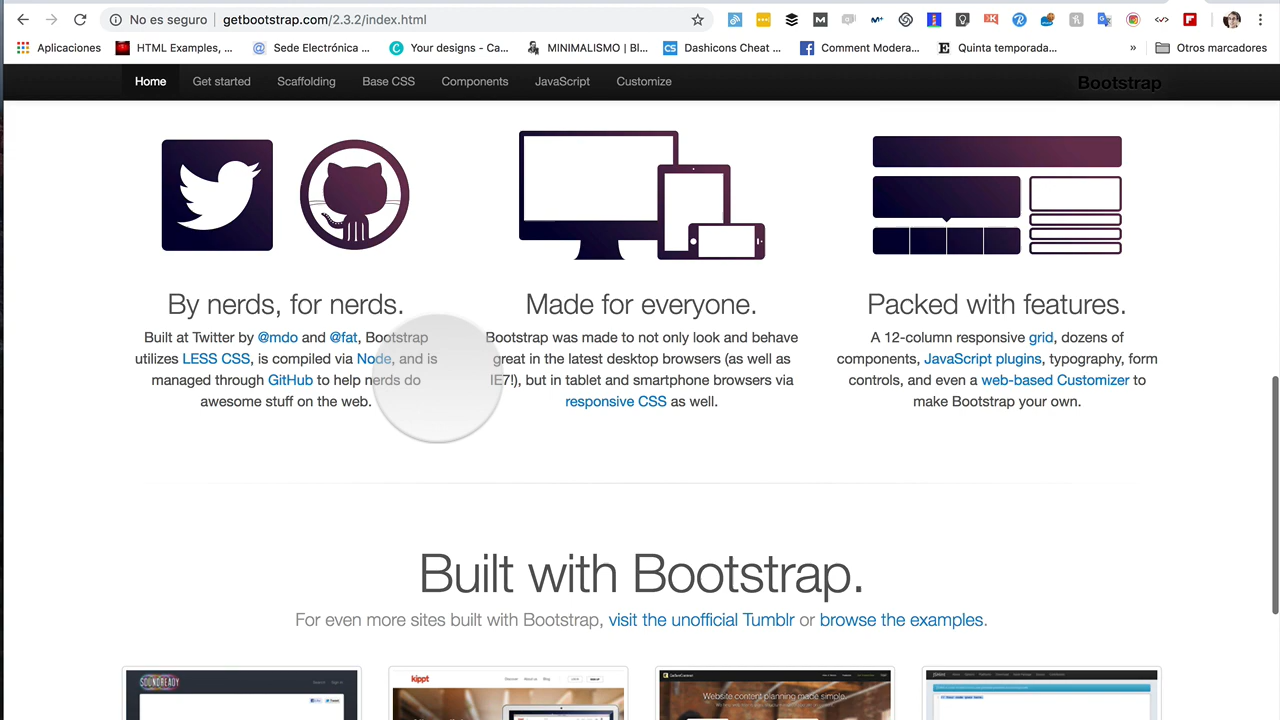 No es seguro getbootstrap.com/2.3.2/index.html
Aplicaciones HTML Examples, ... Sede Electrónica ... Your designs - Ca... MINIMALISMO | Bl... Dashicons Cheat ... Comment Modera... Quinta temporada... » Otros marcadores
Home Get started Scaffolding Base CSS Components JavaScript Customize Bootstrap
By nerds, for nerds.
Built at Twitter by @mdo and @fat, Bootstrap
utilizes LESS CSS, is compiled via Node, and is
managed through GitHub to help nerds do
awesome stuff on the web.
Made for everyone.
Bootstrap was made to not only look and behave
great in the latest desktop browsers (as well as
IE7!), but in tablet and smartphone browsers via
responsive CSS as well.
Packed with features.
A 12-column responsive grid, dozens of
components, JavaScript plugins, typography, form
controls, and even a web-based Customizer to
make Bootstrap your own.
Built with Bootstrap.
For even more sites built with Bootstrap, visit the unofficial Tumblr or browse the examples.
SOUNDREADY
kippt
Website content planning made simple.